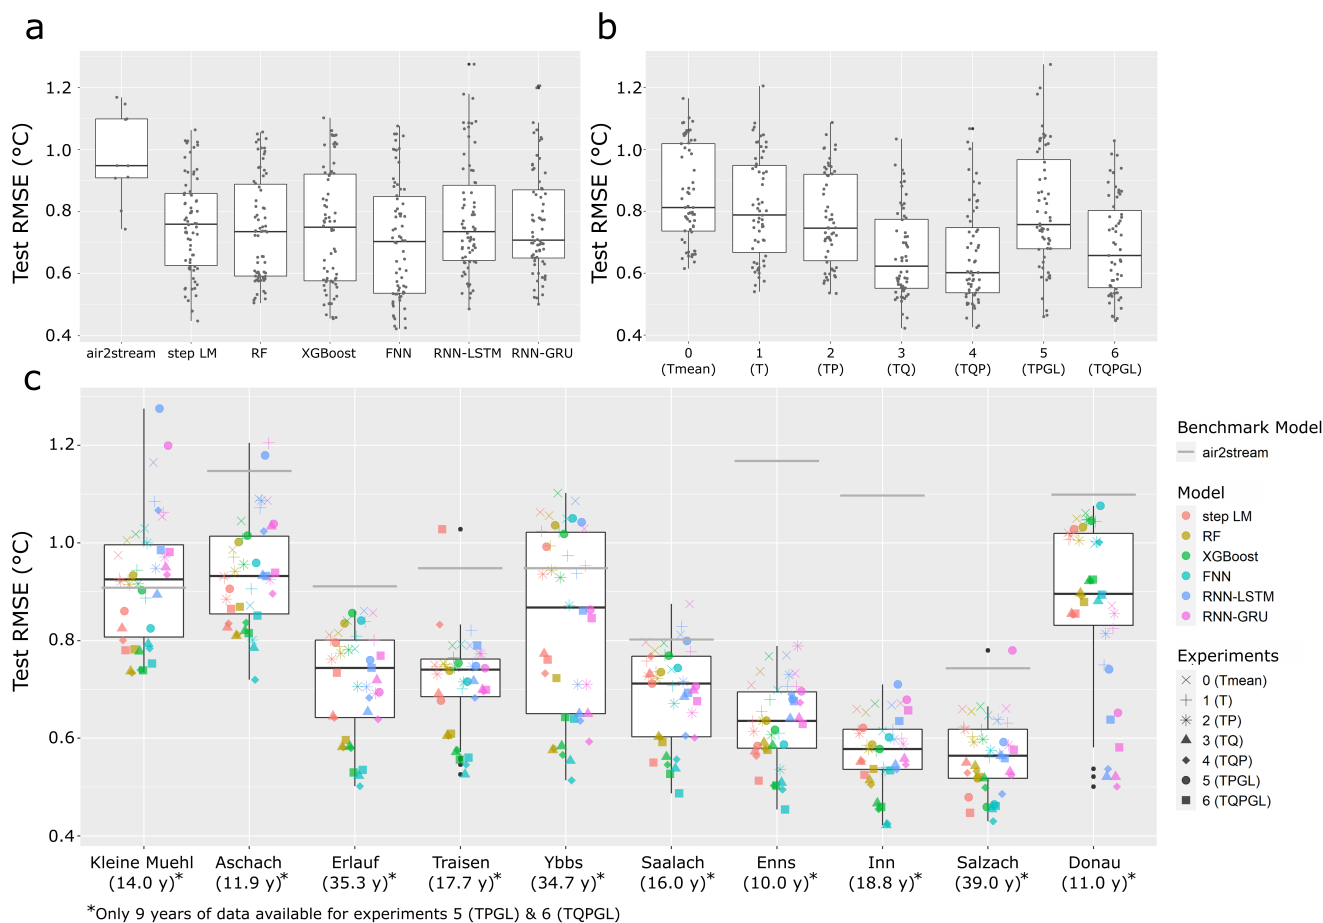 a
Test RMSE (°C)
1.2
1.0
0.8
0.6
0.4
air2stream step LM RF XGBoost FNN RNN-LSTM RNN-GRU
b
Test RMSE (°C)
1.2
1.0
0.8
0.6
0.4
0 1 2 3 4 5 6
(Tmean) (T) (TP) (TQ) (TQP) (TPGL) (TQPGL)
c
Test RMSE (°C)
1.2
1.0
0.8
0.6
0.4
Kleine Muehl Aschach Erlauf Traisen Ybbs Saalach Enns Inn Salzach Donau
(14.0 y)* (11.9 y)* (35.3 y)* (17.7 y)* (34.7 y)* (16.0 y)* (10.0 y)* (18.8 y)* (39.0 y)* (11.0 y)*
*Only 9 years of data available for experiments 5 (TPGL) & 6 (TQPGL)
Benchmark Model
air2stream
Model
step LM
RF
XGBoost
FNN
RNN-LSTM
RNN-GRU
Experiments
0 (Tmean)
1 (T)
2 (TP)
3 (TQ)
4 (TQP)
5 (TPGL)
6 (TQPGL)